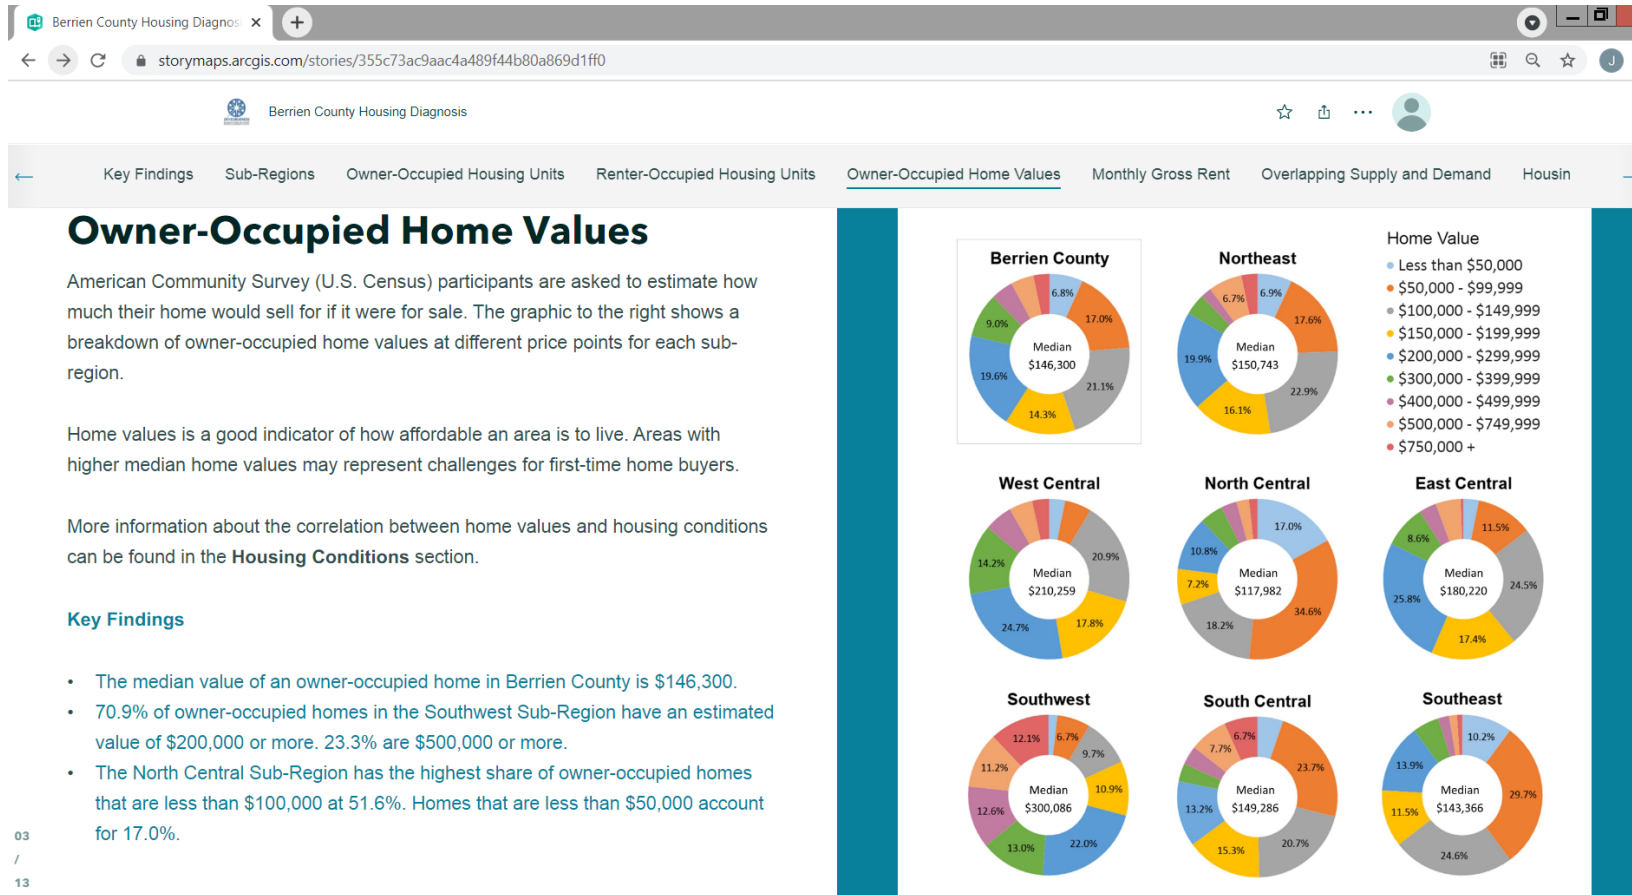 Berrien County Housing Diagnos
storymaps.arcgis.com/stories/355c73ac9aac4a489f44b80a869d1ff0
J
Berrien County Housing Diagnosis
Key Findings Sub-Regions Owner-Occupied Housing Units Renter-Occupied Housing Units Owner-Occupied Home Values Monthly Gross Rent Overlapping Supply and Demand Housin
Owner-Occupied Home Values
American Community Survey (U.S. Census) participants are asked to estimate how
much their home would sell for if it were for sale. The graphic to the right shows a
breakdown of owner-occupied home values at different price points for each sub-
region.
Home values is a good indicator of how affordable an area is to live. Areas with
higher median home values may represent challenges for first-time home buyers.
More information about the correlation between home values and housing conditions
can be found in the Housing Conditions section.
Key Findings
• The median value of an owner-occupied home in Berrien County is $146,300.
• 70.9% of owner-occupied homes in the Southwest Sub-Region have an estimated
value of $200,000 or more. 23.3% are $500,000 or more.
• The North Central Sub-Region has the highest share of owner-occupied homes
that are less than $100,000 at 51.6%. Homes that are less than $50,000 account
for 17.0%.
03
/
13
Berrien County
6.8%
17.0%
21.1%
14.3%
19.6%
9.0%
Median
$146,300
Northeast
6.9%
17.6%
22.9%
16.1%
19.9%
6.7%
Median
$150,743
Home Value
Less than $50,000
$50,000 - $99,999
$100,000 - $149,999
$150,000 - $199,999
$200,000 - $299,999
$300,000 - $399,999
$400,000 - $499,999
$500,000 - $749,999
$750,000 +
West Central
20.9%
17.8%
24.7%
14.2%
Median
$210,259
North Central
17.0%
34.6%
18.2%
7.2%
10.8%
Median
$117,982
East Central
11.5%
24.5%
17.4%
25.8%
8.6%
Median
$180,220
Southwest
6.7%
9.7%
10.9%
22.0%
13.0%
12.6%
11.2%
12.1%
Median
$300,086
South Central
23.7%
20.7%
15.3%
13.2%
7.7%
6.7%
Median
$149,286
Southeast
10.2%
29.7%
24.6%
11.5%
13.9%
Median
$143,366